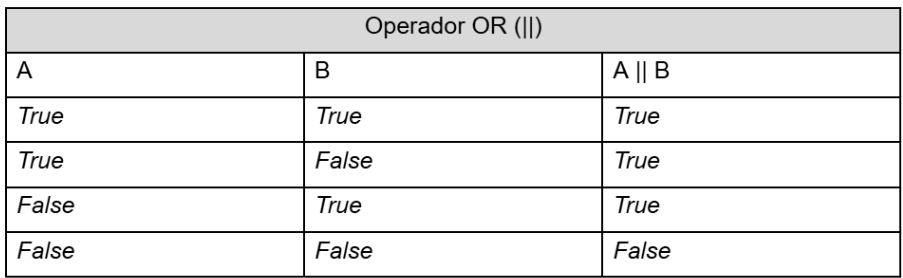 Operador OR (||)
A B A || B
True True True
True False True
False True True
False False False